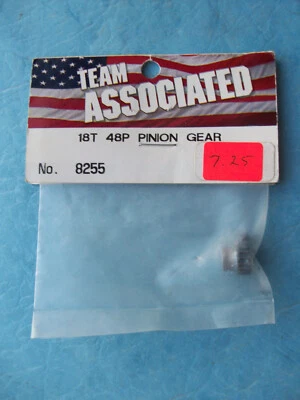 TEAM
ASSOCIATED
18T 48P PINION GEAR
7.25
No. 8255